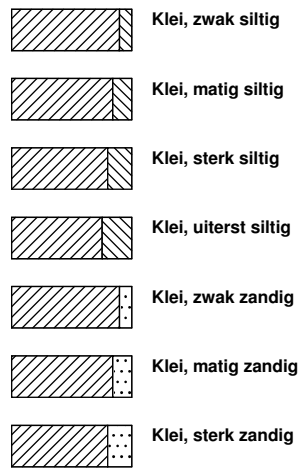 Klei, zwak siltig
Klei, matig siltig
Klei, sterk siltig
Klei, uiterst siltig
Klei, zwak zandig
Klei, matig zandig
Klei, sterk zandig